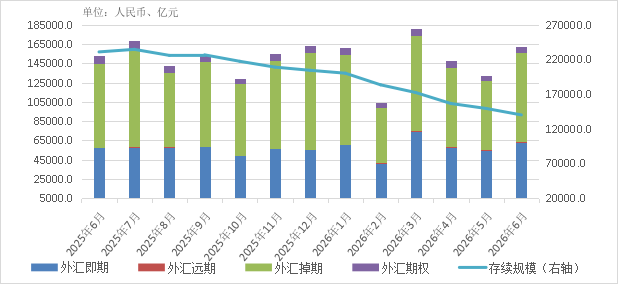 单位：人民币、亿元
185000.0
165000.0
145000.0
125000.0
105000.0
85000.0
65000.0
45000.0
25000.0
5000.0
270000.0
220000.0
170000.0
120000.0
70000.0
20000.0
2025年6月
2025年7月
2025年8月
2025年9月
2025年10月
2025年11月
2025年12月
2026年1月
2026年2月
2026年3月
2026年4月
2026年5月
2026年6月
外汇即期
外汇远期
外汇掉期
外汇期权
存续规模（右轴）